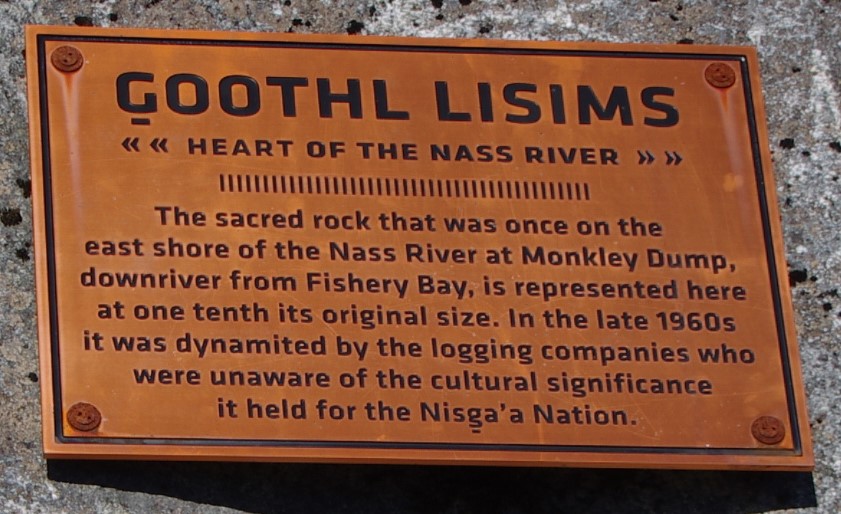 G̱OOTHL LISIMS
« « HEART OF THE NASS RIVER » »
The sacred rock that was once on the
east shore of the Nass River at Monkley Dump,
downriver from Fishery Bay, is represented here
at one tenth its original size. In the late 1960s
it was dynamited by the logging companies who
were unaware of the cultural significance
it held for the Nisg̱a'a Nation.